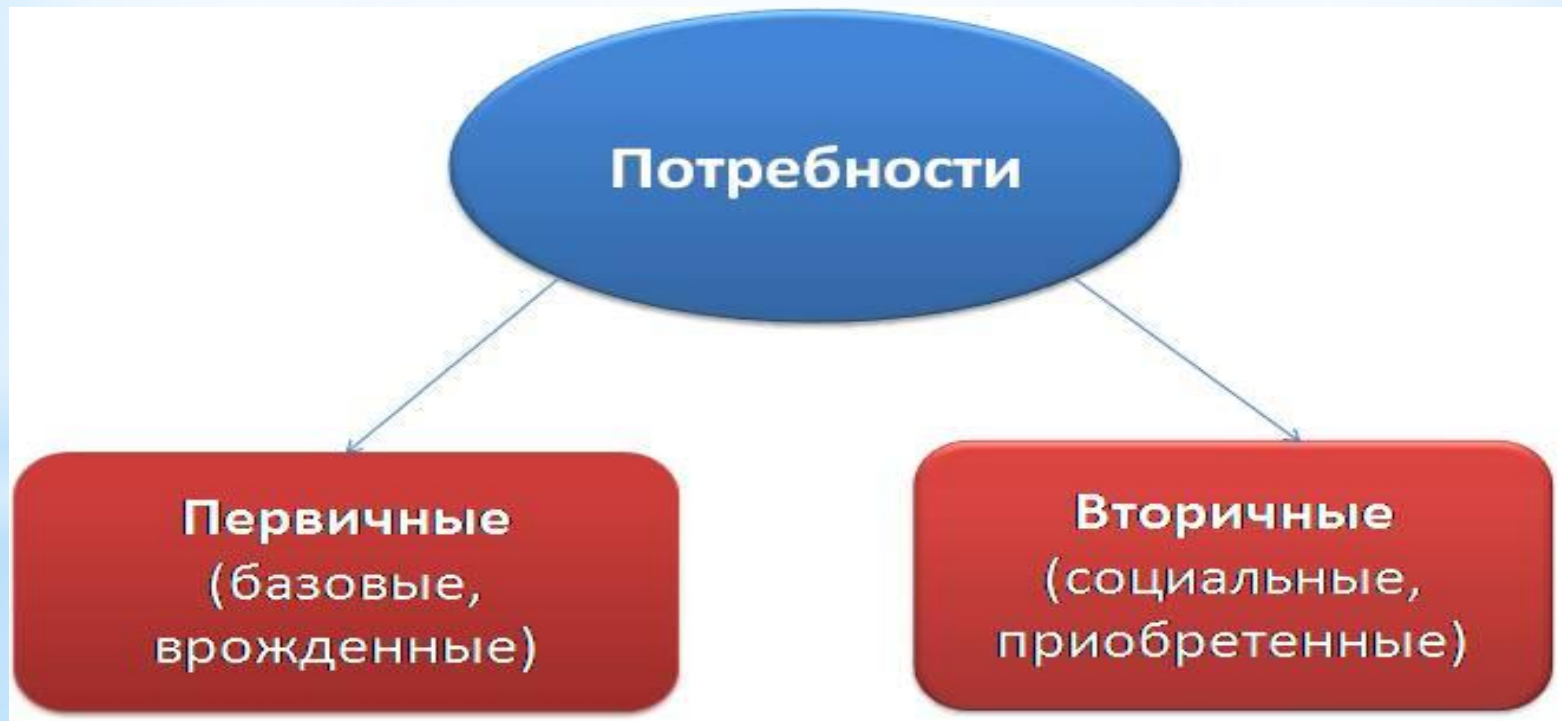 Потребности
Первичные
(базовые,
врожденные)
Вторичные
(социальные,
приобретенные)